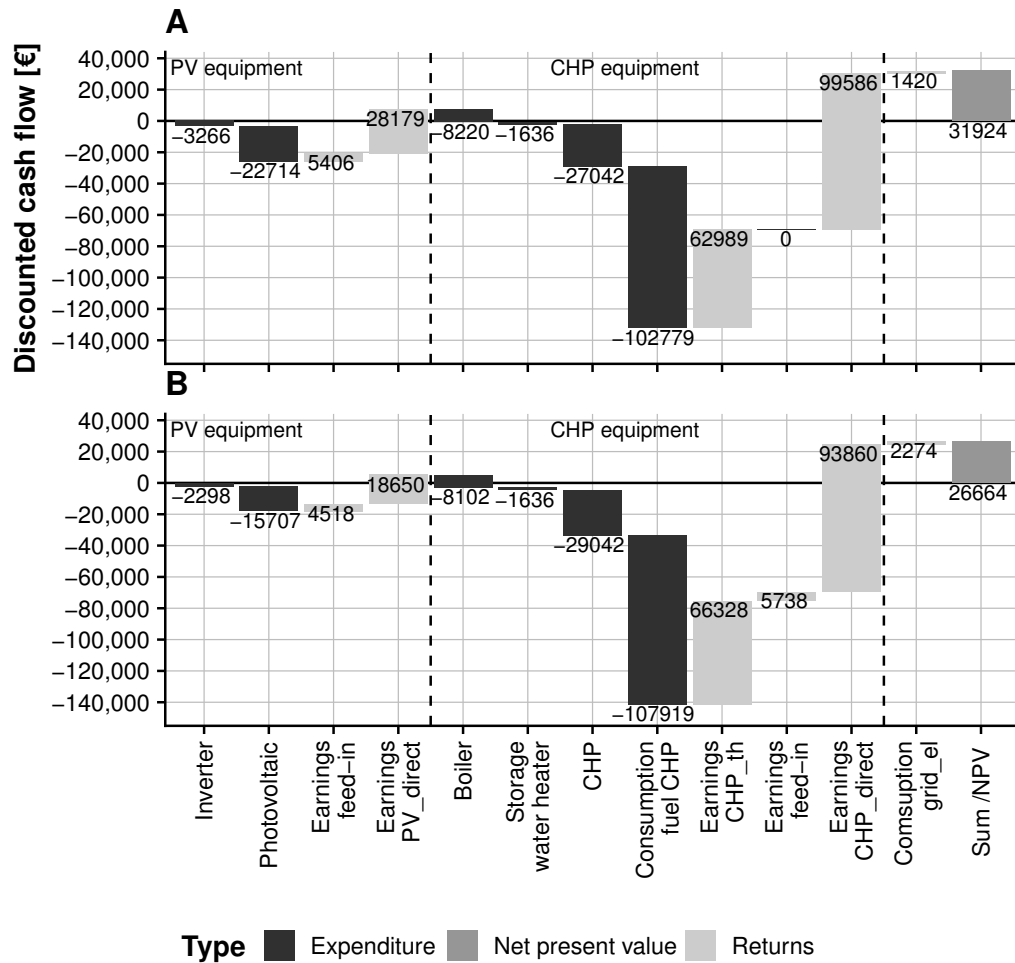 A
Discounted cash flow [€]
PV equipment
CHP equipment
40,000
20,000
0
−20,000
−40,000
−60,000
−80,000
−100,000
−120,000
−140,000
−3266
−22714
5406
28179
−8220
−1636
−27042
−102779
62989
0
99586
1420
31924
B
PV equipment
CHP equipment
40,000
20,000
0
−20,000
−40,000
−60,000
−80,000
−100,000
−120,000
−140,000
−2298
−15707
4518
18650
−8102
−1636
−29042
−107919
66328
5738
93860
2274
26664
Inverter
Photovoltaic
Earnings
feed−in
Earnings
PV_direct
Boiler
Storage
water heater
CHP
Consumption
fuel CHP
Earnings
CHP_th
Earnings
feed−in
Earnings
CHP_direct
Comsuption
grid_el
Sum /NPV
Type
Expenditure
Net present value
Returns